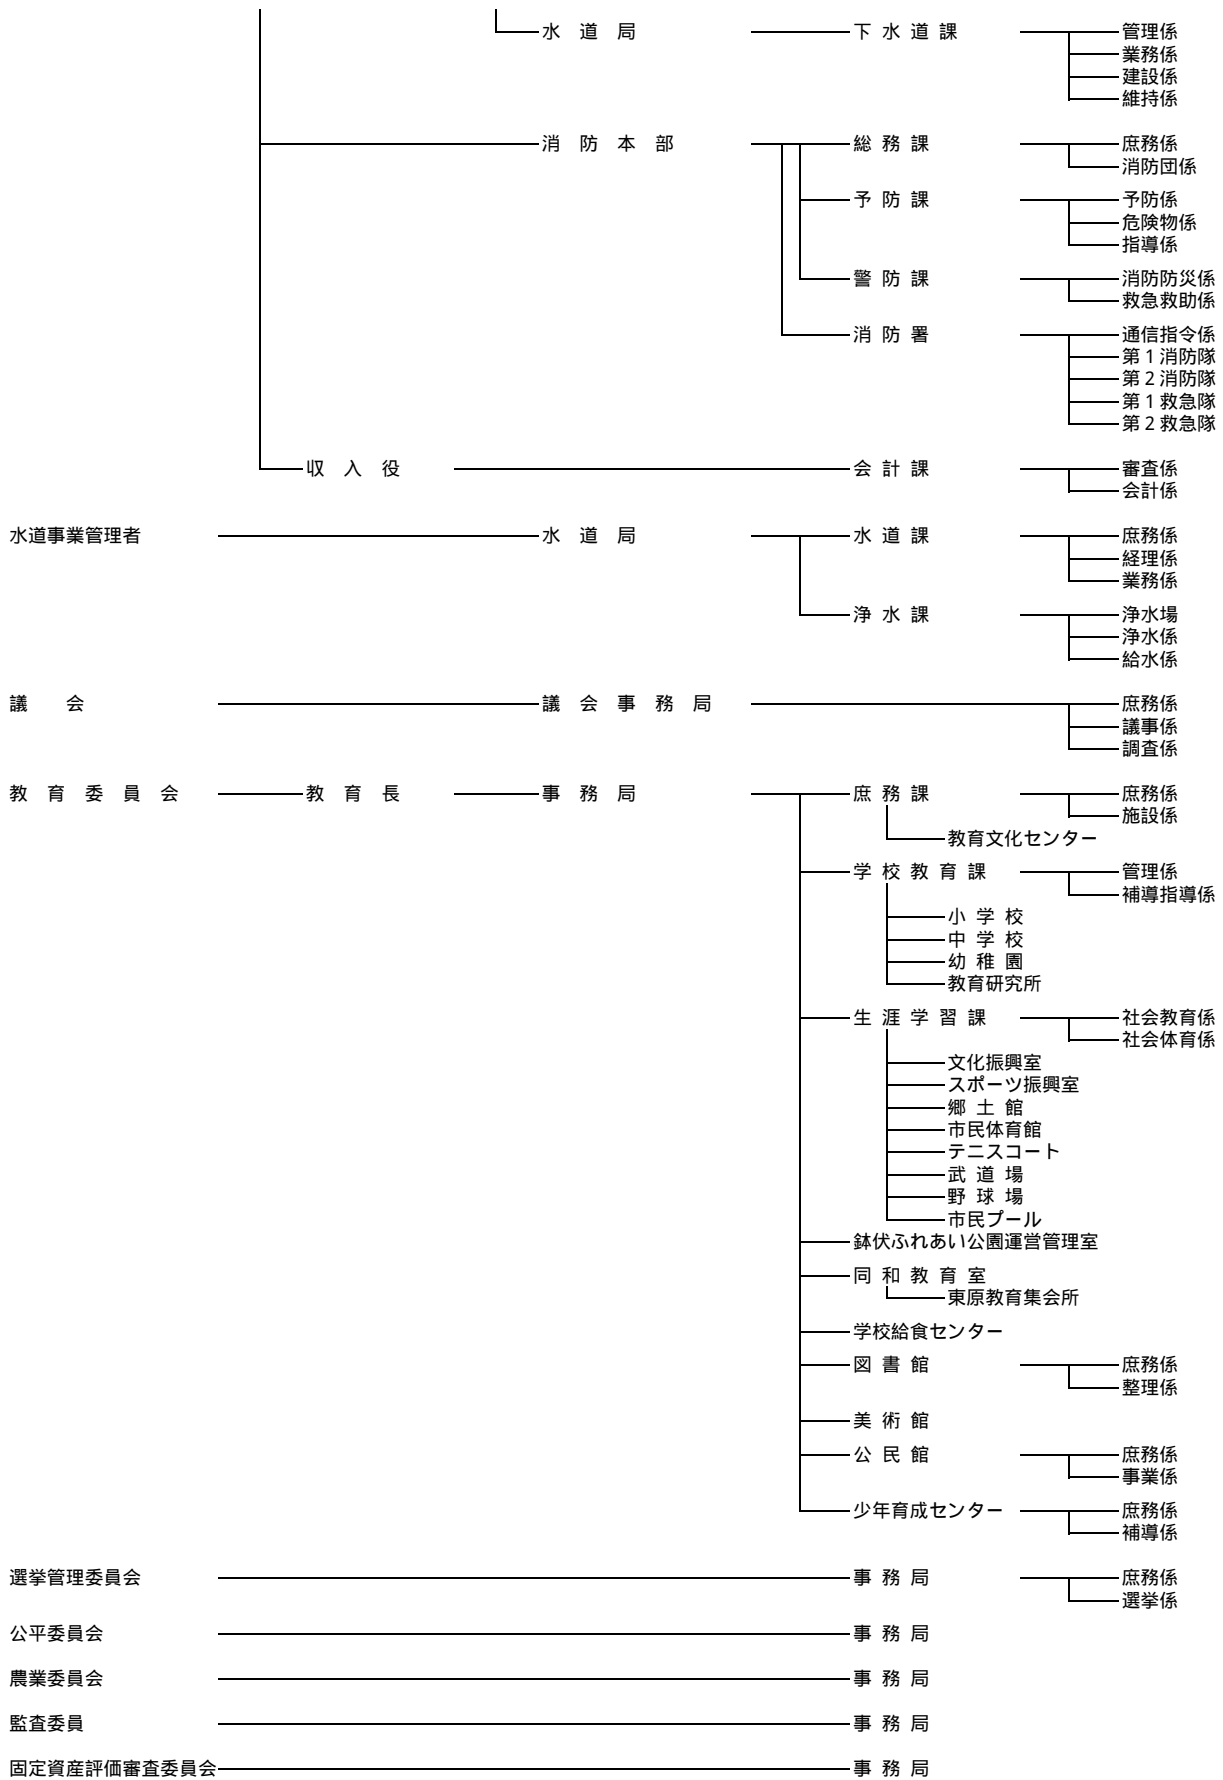 水 道 局 下 水 道 課 管理係
業務係
建設係
維持係
消 防 本 部 総 務 課 庶務係
消防団係
予 防 課 予防係
危険物係
指導係
警 防 課 消防防災係
救急救助係
消 防 署 通信指令係
第１消防隊
第２消防隊
第１救急隊
第２救急隊
収 入 役 会 計 課 審査係
会計係
水道事業管理者 水 道 局 水 道 課 庶務係
経理係
業務係
浄 水 課 浄水場
浄水係
給水係
議 会 議 会 事 務 局 庶務係
議事係
調査係
教 育 委 員 会 教 育 長 事 務 局 庶 務 課 庶務係
施設係
教育文化センター
学 校 教 育 課 管理係
補導指導係
小 学 校
中 学 校
幼 稚 園
教育研究所
生 涯 学 習 課 社会教育係
社会体育係
文化振興室
スポーツ振興室
郷 土 館
市民体育館
テニスコート
武 道 場
野 球 場
市民プール
鉢伏ふれあい公園運営管理室
同 和 教 育 室
東原教育集会所
学校給食センター
図 書 館 庶務係
整理係
美 術 館
公 民 館 庶務係
事業係
少年育成センター 庶務係
補導係
選挙管理委員会 事 務 局 庶務係
選挙係
公平委員会 事 務 局
農業委員会 事 務 局
監査委員 事 務 局
固定資産評価審査委員会 事 務 局